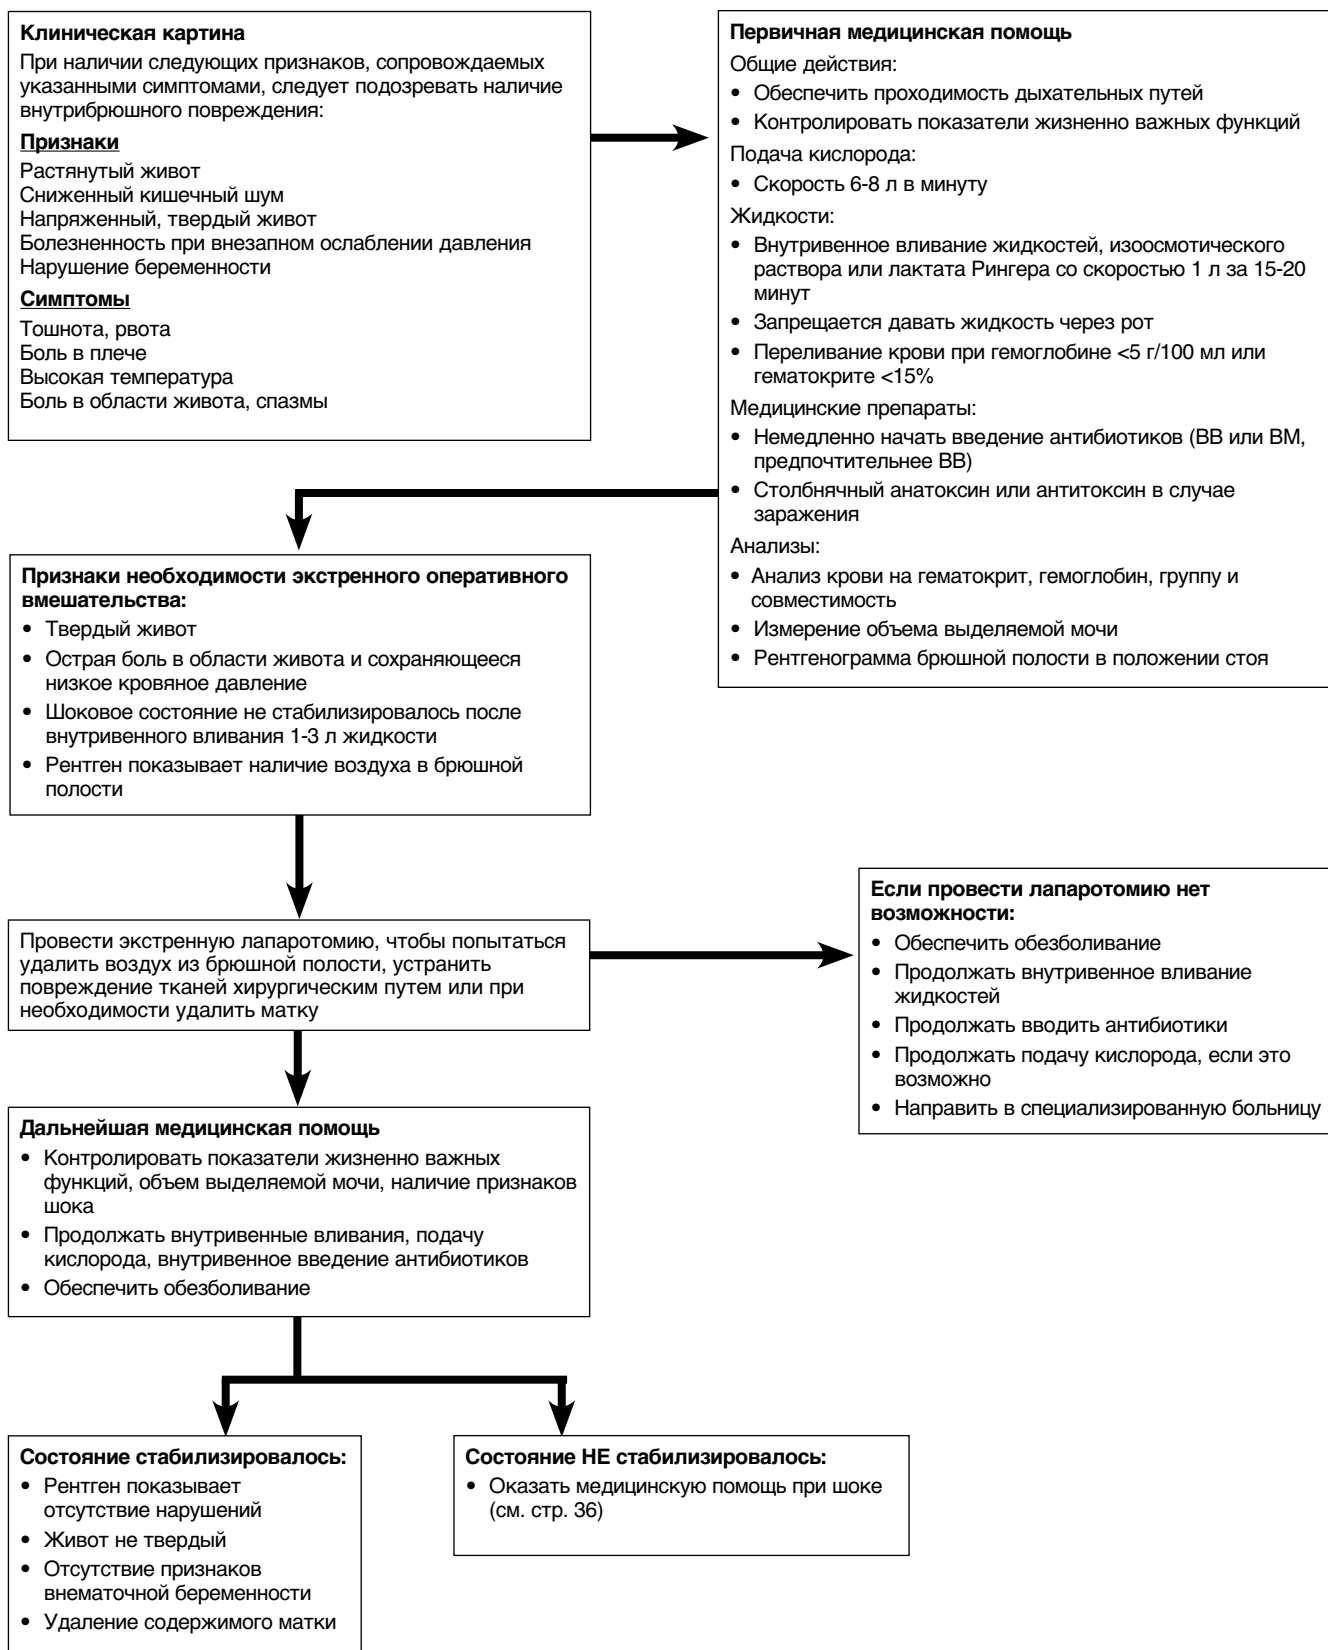 Клиническая картина
При наличии следующих признаков, сопровождаемых
указанными симптомами, следует подозревать наличие
внутрибрюшного повреждения:
Признаки
Растянутый живот
Сниженный кишечный шум
Напряженный, твердый живот
Болезненность при внезапном ослаблении давления
Нарушение беременности
Симптомы
Тошнота, рвота
Боль в плече
Высокая температура
Боль в области живота, спазмы
Первичная медицинская помощь
Общие действия:
• Обеспечить проходимость дыхательных путей
• Контролировать показатели жизненно важных функций
Подача кислорода:
• Скорость 6-8 л в минуту
Жидкости:
• Внутривенное вливание жидкостей, изоосмотического
раствора или лактата Рингера со скоростью 1 л за 15-20
минут
• Запрещается давать жидкость через рот
• Переливание крови при гемоглобине <5 г/100 мл или
гематокрите <15%
Медицинские препараты:
• Немедленно начать введение антибиотиков (ВВ или ВМ,
предпочтительнее ВВ)
• Столбнячный анатоксин или антитоксин в случае
заражения
Анализы:
• Анализ крови на гематокрит, гемоглобин, группу и
совместимость
• Измерение объема выделяемой мочи
• Рентгенограмма брюшной полости в положении стоя
Признаки необходимости экстренного оперативного
вмешательства:
• Твердый живот
• Острая боль в области живота и сохраняющееся
низкое кровяное давление
• Шоковое состояние не стабилизировалось после
внутривенного вливания 1-3 л жидкости
• Рентген показывает наличие воздуха в брюшной
полости
Провести экстренную лапаротомию, чтобы попытаться
удалить воздух из брюшной полости, устранить
повреждение тканей хирургическим путем или при
необходимости удалить матку
Если провести лапаротомию нет
возможности:
• Обеспечить обезболивание
• Продолжать внутривенное вливание
жидкостей
• Продолжать вводить антибиотики
• Продолжать подачу кислорода, если это
возможно
• Направить в специализированную больницу
Дальнейшая медицинская помощь
• Контролировать показатели жизненно важных
функций, объем выделяемой мочи, наличие признаков
шока
• Продолжать внутривенные вливания, подачу
кислорода, внутривенное введение антибиотиков
• Обеспечить обезболивание
Состояние стабилизировалось:
• Рентген показывает
отсутствие нарушений
• Живот не твердый
• Отсутствие признаков
внематочной беременности
• Удаление содержимого матки
Состояние НЕ стабилизировалось:
• Оказать медицинскую помощь при шоке
(см. стр. 36)